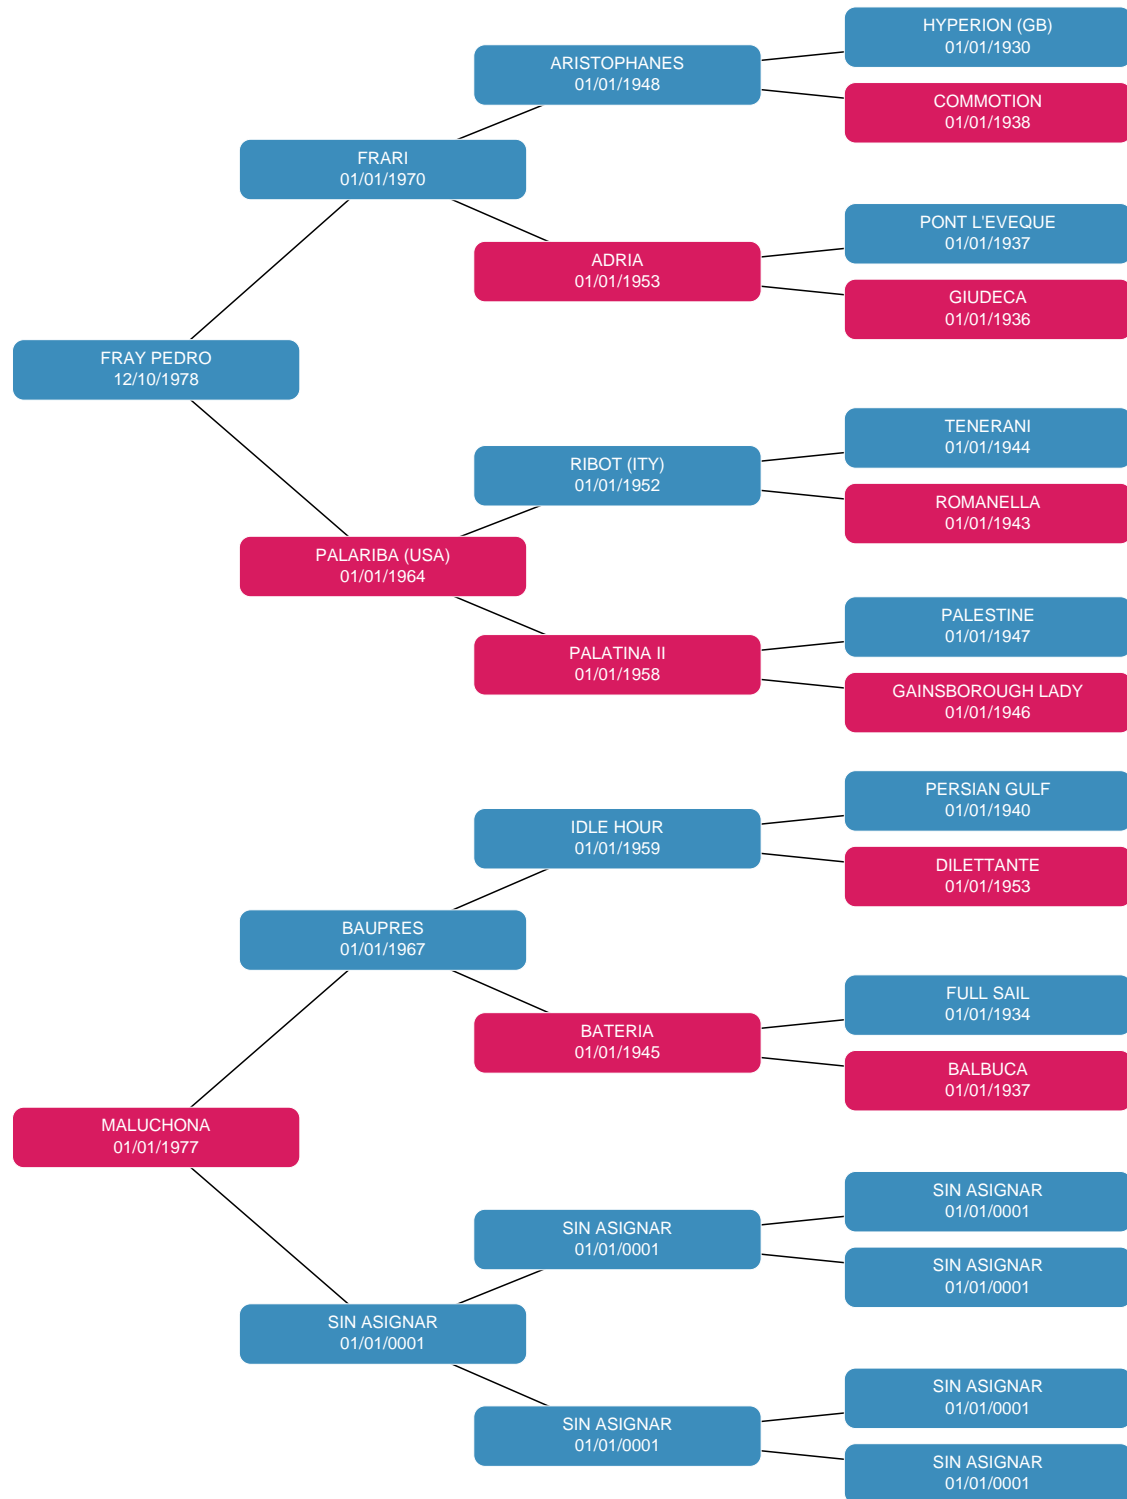 HYPERION (GB)
01/01/1930
ARISTOPHANES
01/01/1948
COMMOTION
01/01/1938
FRARI
01/01/1970
PONT L'EVEQUE
01/01/1937
ADRIA
01/01/1953
GIUDECA
01/01/1936
FRAY PEDRO
12/10/1978
TENERANI
01/01/1944
RIBOT (ITY)
01/01/1952
ROMANELLA
01/01/1943
PALARIBA (USA)
01/01/1964
PALESTINE
01/01/1947
PALATINA II
01/01/1958
GAINSBOROUGH LADY
01/01/1946
PERSIAN GULF
01/01/1940
IDLE HOUR
01/01/1959
DILETTANTE
01/01/1953
BAUPRES
01/01/1967
FULL SAIL
01/01/1934
BATERIA
01/01/1945
BALBUCA
01/01/1937
MALUCHONA
01/01/1977
SIN ASIGNAR
01/01/0001
SIN ASIGNAR
01/01/0001
SIN ASIGNAR
01/01/0001
SIN ASIGNAR
01/01/0001
SIN ASIGNAR
01/01/0001
SIN ASIGNAR
01/01/0001
SIN ASIGNAR
01/01/0001